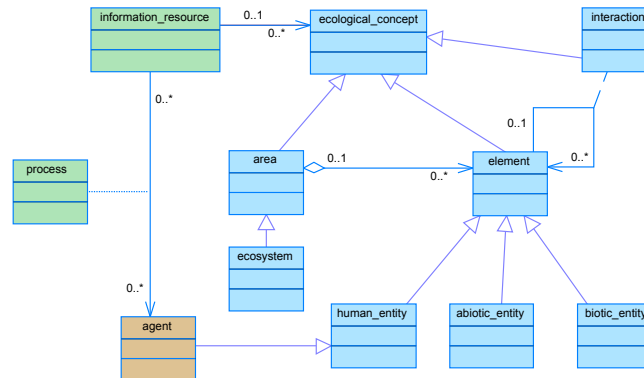 information_resource
0..1
0..*
ecological_concept
interaction
0..*
0..1
0..*
area
0..1
0..*
element
process
ecosystem
0..*
agent
human_entity
abiotic_entity
biotic_entity